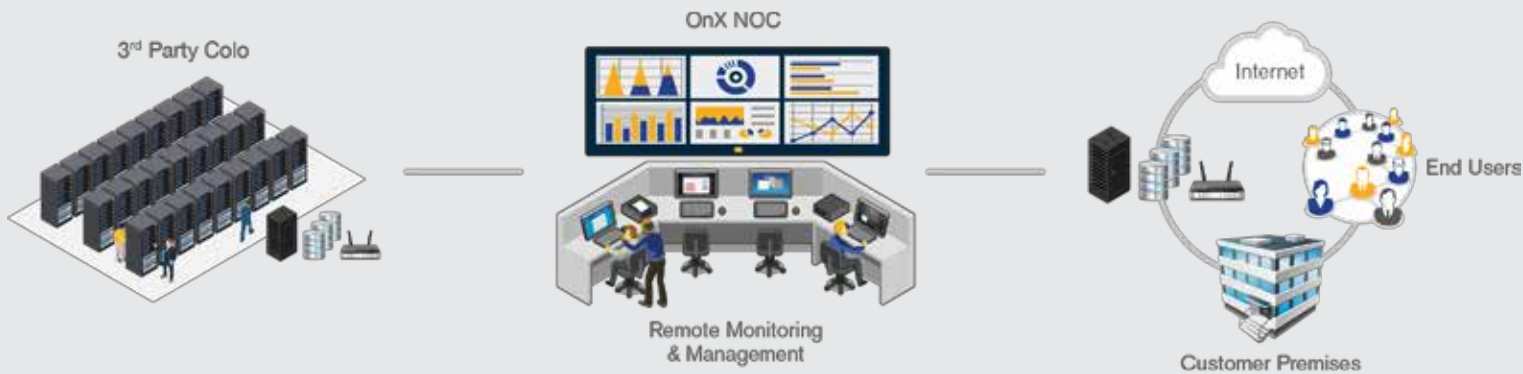 3rd Party Colo
OnX NOC
Remote Monitoring
& Management
Internet
End Users
Customer Premises